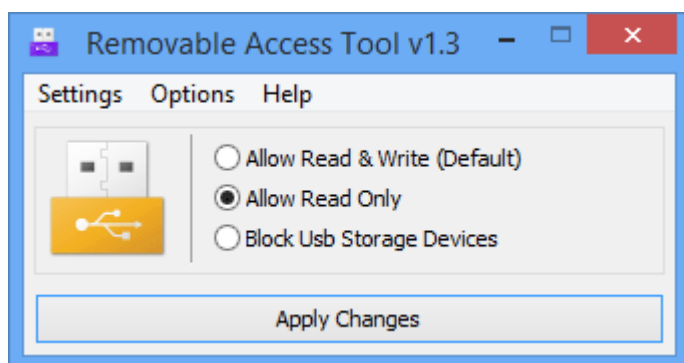 Removable Access Tool v1.3
Settings Options Help
Allow Read & Write (Default)
Allow Read Only
Block Usb Storage Devices
Apply Changes